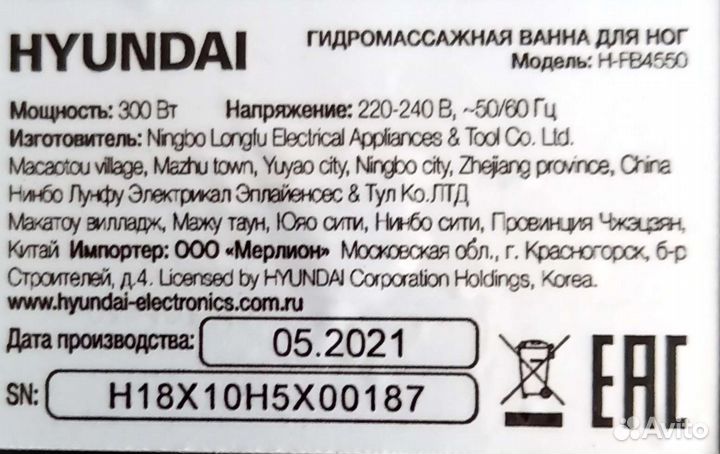 HYUNDAI
ГИДРОМАССАЖНАЯ ВАННА ДЛЯ НОГ
Модель: H-FB4550
Мощность: 300 Вт Напряжение: 220-240 В, ~50/60 Гц
Изготовитель: Ningbo Longfu Electrical Appliances & Tool Co. Ltd.
Macaotou village, Mazhu town, Yuyao city, Ningbo city, Zhejiang province, China
Нинбо Лунфу Электрикал Эплайенсес & Тул Ко.ЛТД
Макатоу вилладж, Мажу таун, Юяо сити, Нинбо сити, Провинция Чжэцзян,
Китай Импортер: ООО «Мерлион» Московская обл., г. Красногорск, б-р
Строителей, д.4. Licensed by HYUNDAI Corporation Holdings, Korea.
www.hyundai-electronics.com.ru
Дата производства: 05.2021
SN: H18X10H5X00187
EAC
Avito